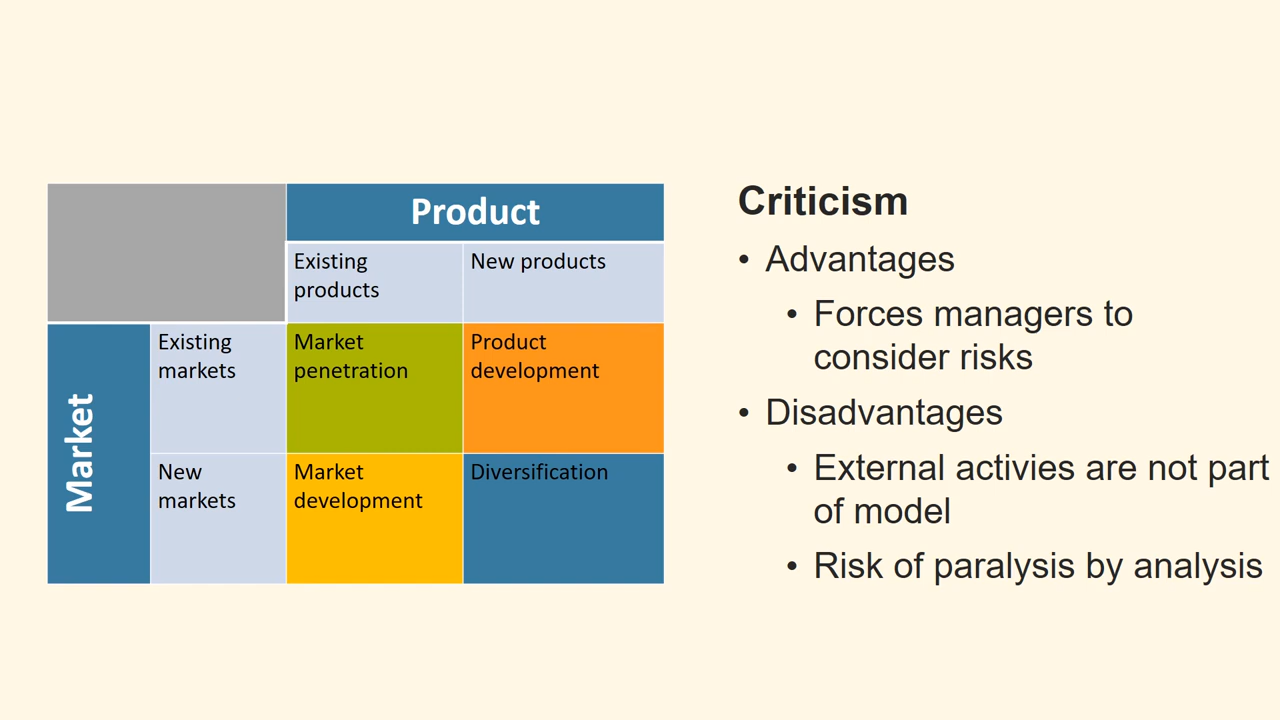 Product
Existing
products
New products
Market
Existing
markets
Market
penetration
Product
development
New
markets
Market
development
Diversification
Criticism
• Advantages
• Forces managers to
consider risks
• Disadvantages
• External activies are not part
of model
• Risk of paralysis by analysis